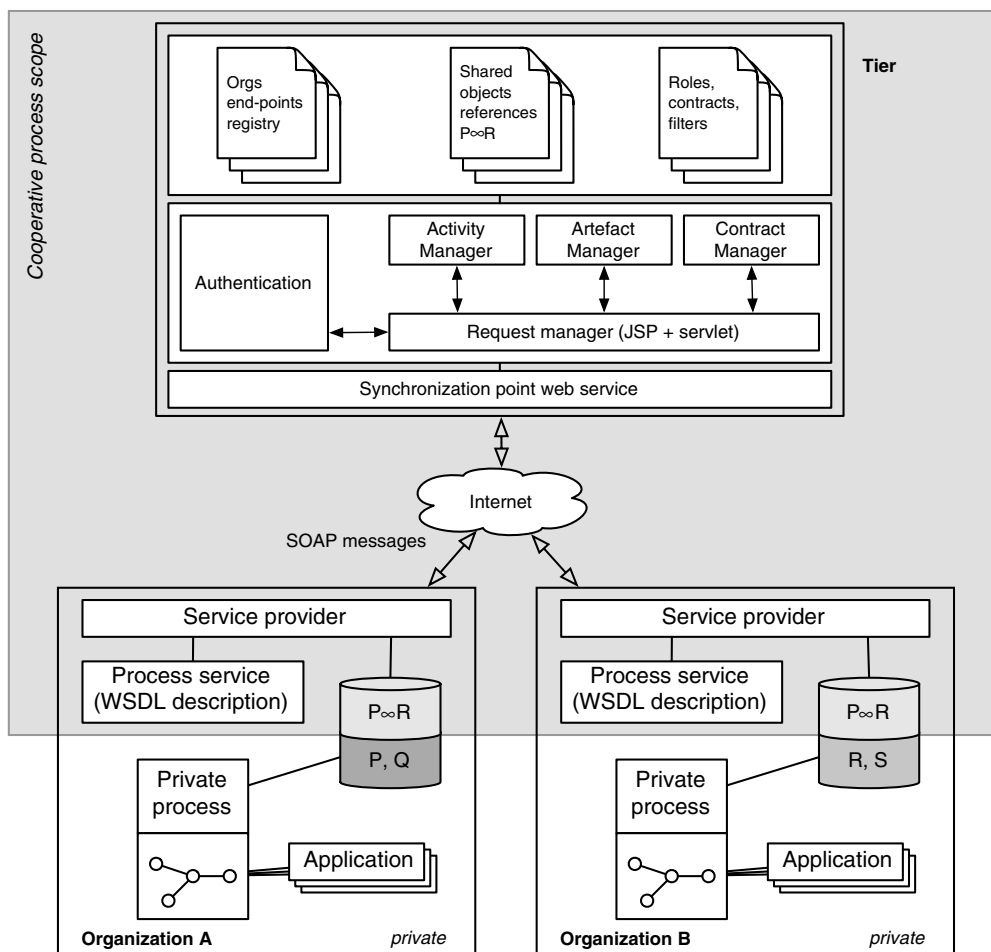 Cooperative process scope
Tier
Orgs
end-points
registry
Shared
objects
references
P∞R
Roles,
contracts,
filters
Authentication
Activity
Manager
Artefact
Manager
Contract
Manager
Request manager (JSP + servlet)
Synchronization point web service
Internet
SOAP messages
Service provider
Process service
(WSDL description)
P∞R
P, Q
Private
process
Application
Organization A
private
Service provider
Process service
(WSDL description)
P∞R
R, S
Private
process
Application
Organization B
private